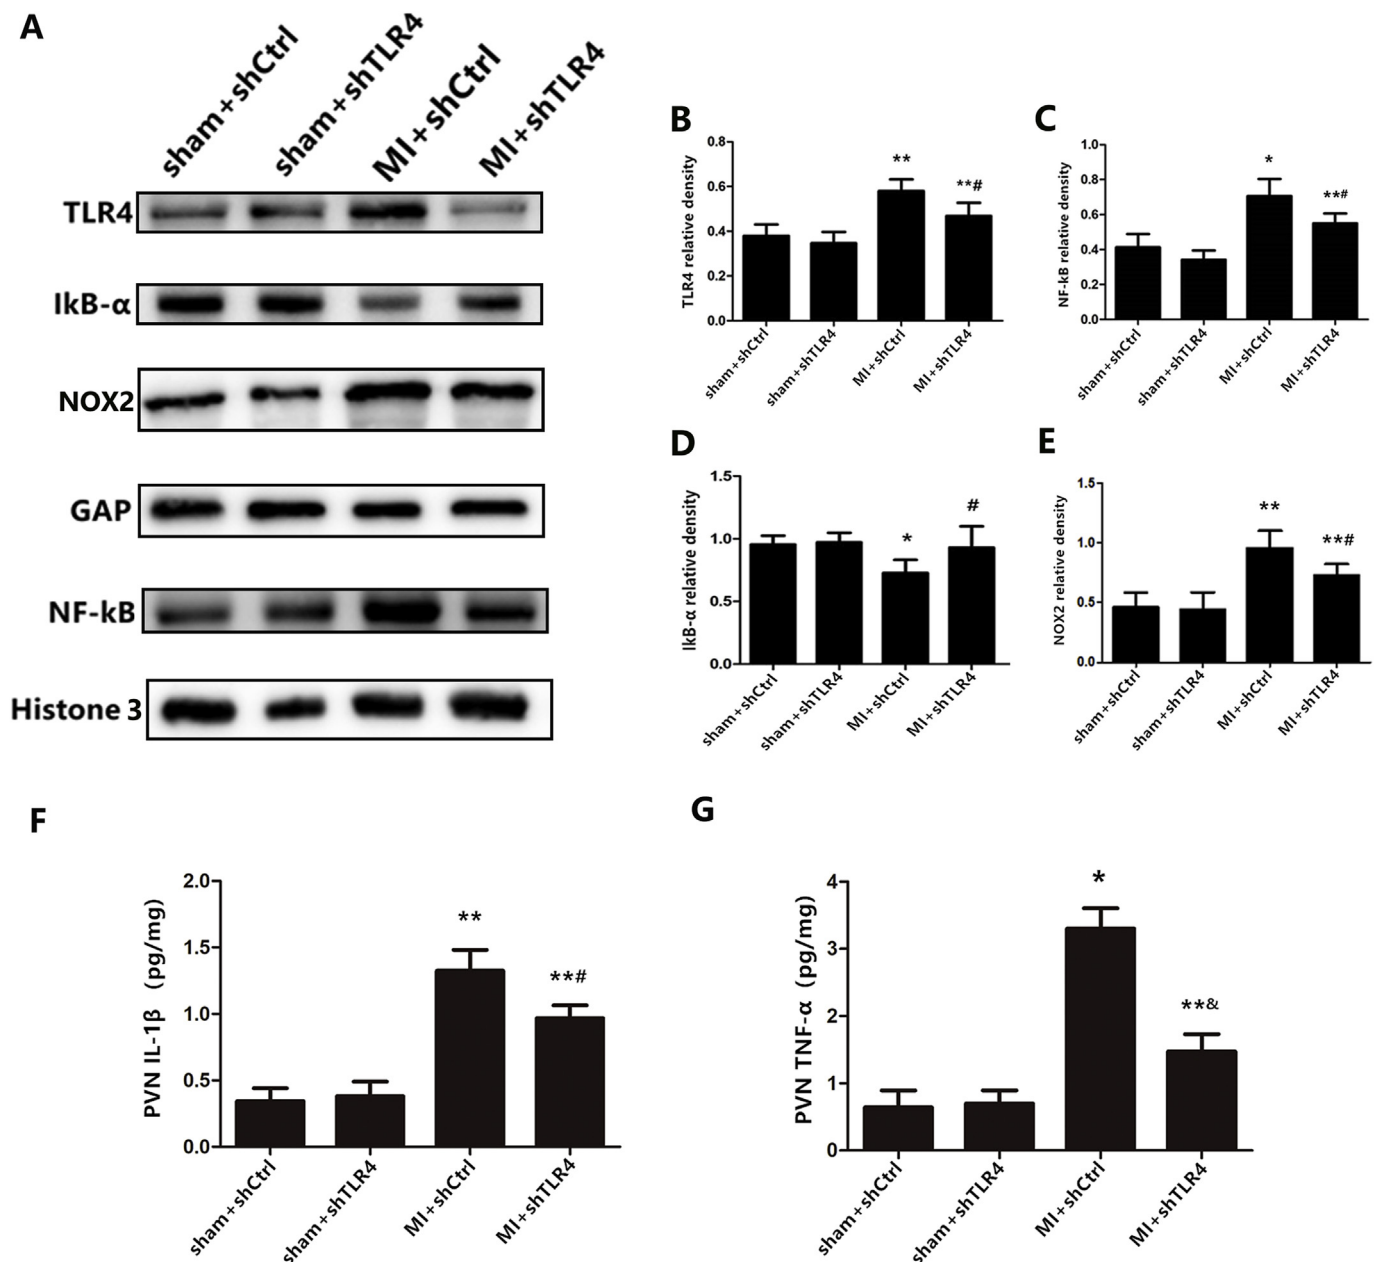 A
sham+shCtrl
sham+shTLR4
MI+shCtrl
MI+shTLR4
TLR4
IkB-α
NOX2
GAP
NF-kB
Histone 3
B
TLR4 relative density
0.8
0.6
0.4
0.2
0.0
**
**#
sham+shCtrl
sham+shTLR4
MI+shCtrl
MI+shTLR4
C
NF-kB relative density
1.0
0.8
0.6
0.4
0.2
0.0
*
**#
sham+shCtrl
sham+shTLR4
MI+shCtrl
MI+shTLR4
D
IkB-α relative density
1.5
1.0
0.5
0.0
*
#
sham+shCtrl
sham+shTLR4
MI+shCtrl
MI+shTLR4
E
NOX2 relative density
1.5
1.0
0.5
0.0
**
**#
sham+shCtrl
sham+shTLR4
MI+shCtrl
MI+shTLR4
F
PVN IL-1β (pg/mg)
2.0
1.5
1.0
0.5
0.0
**
**#
sham+shCtrl
sham+shTLR4
MI+shCtrl
MI+shTLR4
G
PVN TNF-α (pg/mg)
4
3
2
1
0
*
**&
sham+shCtrl
sham+shTLR4
MI+shCtrl
MI+shTLR4